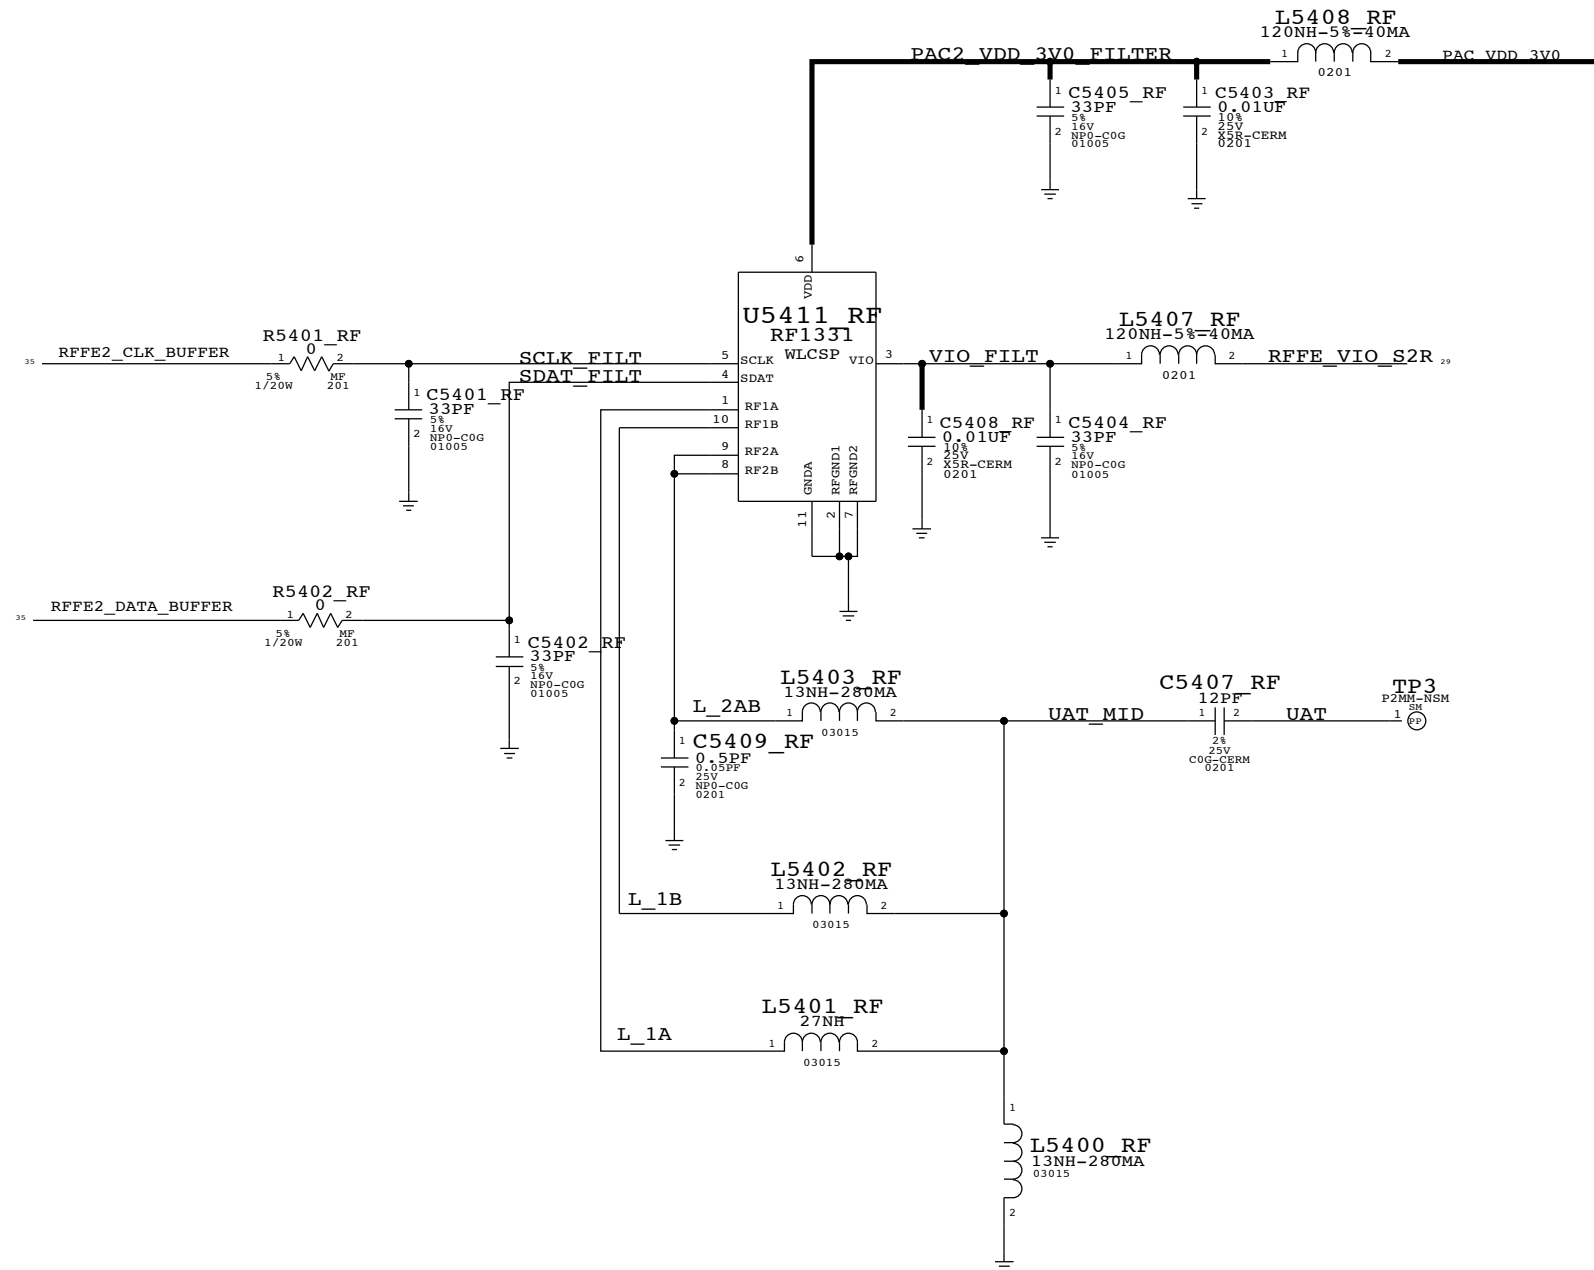 L5408_RF
120NH-5%-40MA
PAC2_VDD_3V0_FILTER
1
2
PAC_VDD_3V0
0201
1
C5405_RF
33PF
5%
16V
2
NP0-C0G
01005
1
C5403_RF
0.01UF
10%
25V
2
X5R-CERM
0201
6
VDD
U5411_RF
RF1331
WLCSP
5
SCLK
4
SDAT
1
RF1A
10
RF1B
9
RF2A
8
RF2B
VIO
3
GNDA
RFGND1
RFGND2
11
2
7
R5401_RF
0
35
RFFE2_CLK_BUFFER
1
2
5%
1/20W
MF
201
SCLK_FILT
SDAT_FILT
1
C5401_RF
33PF
5%
16V
2
NP0-C0G
01005
VIO_FILT
L5407_RF
120NH-5%-40MA
1
2
0201
RFFE_VIO_S2R
29
1
C5408_RF
0.01UF
10%
25V
2
X5R-CERM
0201
1
C5404_RF
33PF
5%
16V
2
NP0-C0G
01005
R5402_RF
0
35
RFFE2_DATA_BUFFER
1
2
5%
1/20W
MF
201
1
C5402_RF
33PF
5%
16V
2
NP0-C0G
01005
L5403_RF
13NH-280MA
L_2AB
1
2
03015
UAT_MID
C5407_RF
12PF
1
2
2%
25V
C0G-CERM
0201
UAT
TP3
P2MM-NSM
SM
1
PP
1
C5409_RF
0.5PF
0.05PF
25V
2
NP0-C0G
0201
L5402_RF
13NH-280MA
L_1B
1
2
03015
L5401_RF
27NH
L_1A
1
2
03015
1
L5400_RF
13NH-280MA
03015
2